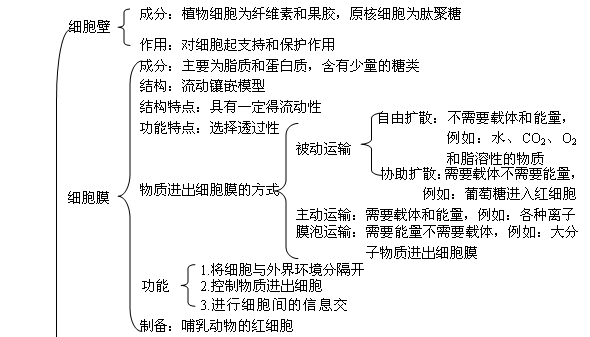 细胞壁
成分：植物细胞为纤维素和果胶，原核细胞为肽聚糖
作用：对细胞起支持和保护作用
细胞膜
成分：主要为脂质和蛋白质，含有少量的糖类
结构：流动镶嵌模型
结构特点：具有一定得流动性
功能特点：选择透过性
物质进出细胞膜的方式
被动运输
自由扩散：不需要载体和能量，
例如：水、CO2、O2
和脂溶性的物质
协助扩散：需要载体不需要能量，
例如：葡萄糖进入红细胞
主动运输：需要载体和能量，例如：各种离子
膜泡运输：需要能量不需要载体，例如：大分
子物质进出细胞膜
功能
1.将细胞与外界环境分隔开
2.控制物质进出细胞
3.进行细胞间的信息交
制备：哺乳动物的红细胞